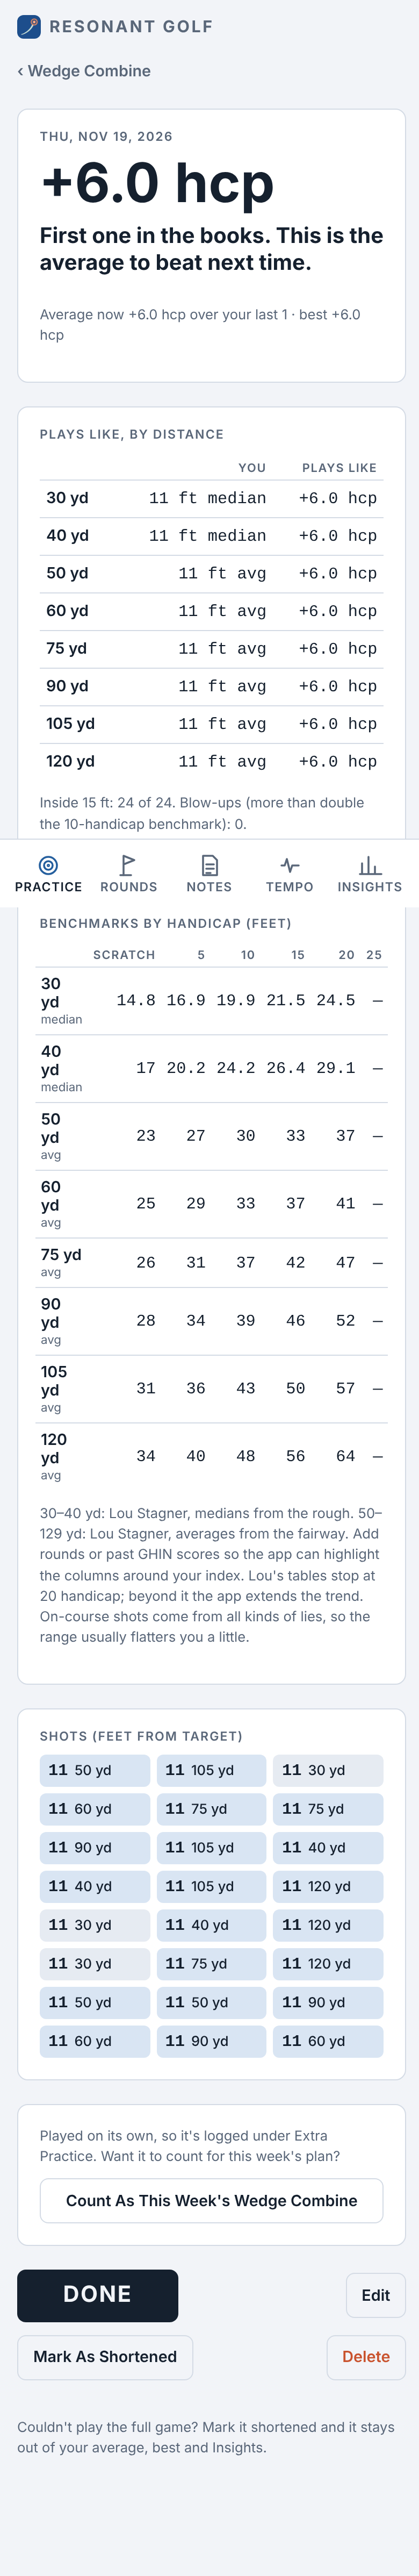 RESONANT GOLF
‹ Wedge Combine
THU, NOV 19, 2026
+6.0 hcp
First one in the books. This is the
average to beat next time.
Average now +6.0 hcp over your last 1 · best +6.0
hcp
PLAYS LIKE, BY DISTANCE
YOU PLAYS LIKE
30 yd 11 ft median +6.0 hcp
40 yd 11 ft median +6.0 hcp
50 yd 11 ft avg +6.0 hcp
60 yd 11 ft avg +6.0 hcp
75 yd 11 ft avg +6.0 hcp
90 yd 11 ft avg +6.0 hcp
105 yd 11 ft avg +6.0 hcp
120 yd 11 ft avg +6.0 hcp
Inside 15 ft: 24 of 24. Blow-ups (more than double
the 10-handicap benchmark): 0.
PRACTICE ROUNDS NOTES TEMPO INSIGHTS
BENCHMARKS BY HANDICAP (FEET)
SCRATCH 5 10 15 20 25
30
yd 14.8 16.9 19.9 21.5 24.5 —
median
40
yd 17 20.2 24.2 26.4 29.1 —
median
50
yd 23 27 30 33 37 —
avg
60
yd 25 29 33 37 41 —
avg
75 yd 26 31 37 42 47 —
avg
90
yd 28 34 39 46 52 —
avg
105
yd 31 36 43 50 57 —
avg
120
yd 34 40 48 56 64 —
avg
30–40 yd: Lou Stagner, medians from the rough. 50–
129 yd: Lou Stagner, averages from the fairway. Add
rounds or past GHIN scores so the app can highlight
the columns around your index. Lou's tables stop at
20 handicap; beyond it the app extends the trend.
On-course shots come from all kinds of lies, so the
range usually flatters you a little.
SHOTS (FEET FROM TARGET)
11 50 yd 11 105 yd 11 30 yd
11 60 yd 11 75 yd 11 75 yd
11 90 yd 11 105 yd 11 40 yd
11 40 yd 11 105 yd 11 120 yd
11 30 yd 11 40 yd 11 120 yd
11 30 yd 11 75 yd 11 120 yd
11 50 yd 11 50 yd 11 90 yd
11 60 yd 11 90 yd 11 60 yd
Played on its own, so it's logged under Extra
Practice. Want it to count for this week's plan?
Count As This Week's Wedge Combine
DONE Edit
Mark As Shortened Delete
Couldn't play the full game? Mark it shortened and it stays
out of your average, best and Insights.